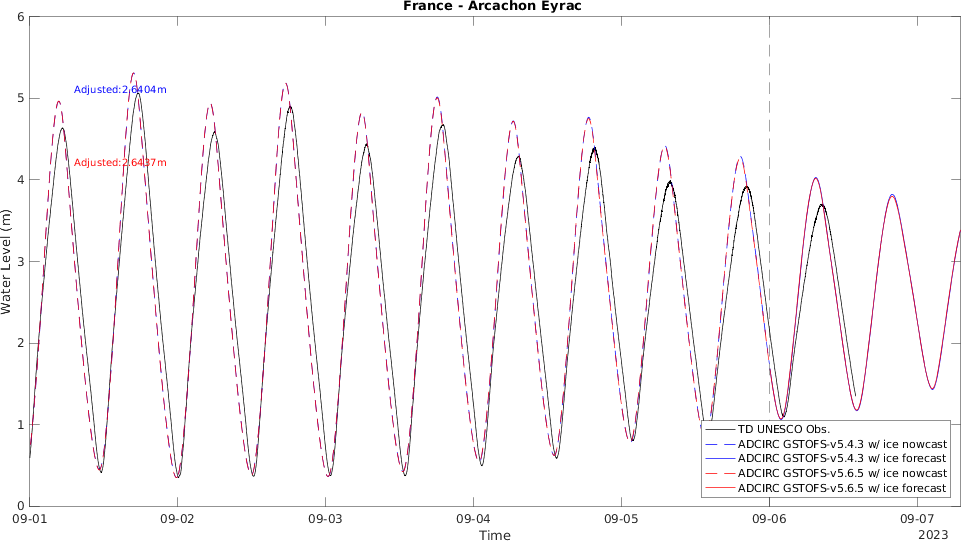 France - Arcachon Eyrac
6
5
4
3
2
1
0
Water Level (m)
Adjusted:2.6404m
Adjusted:2.6437m
TD UNESCO Obs.
ADCIRC GSTOFS-v5.4.3 w/ ice nowcast
ADCIRC GSTOFS-v5.4.3 w/ ice forecast
ADCIRC GSTOFS-v5.6.5 w/ ice nowcast
ADCIRC GSTOFS-v5.6.5 w/ ice forecast
09-01 09-02 09-03 09-04 09-05 09-06 09-07
Time
2023